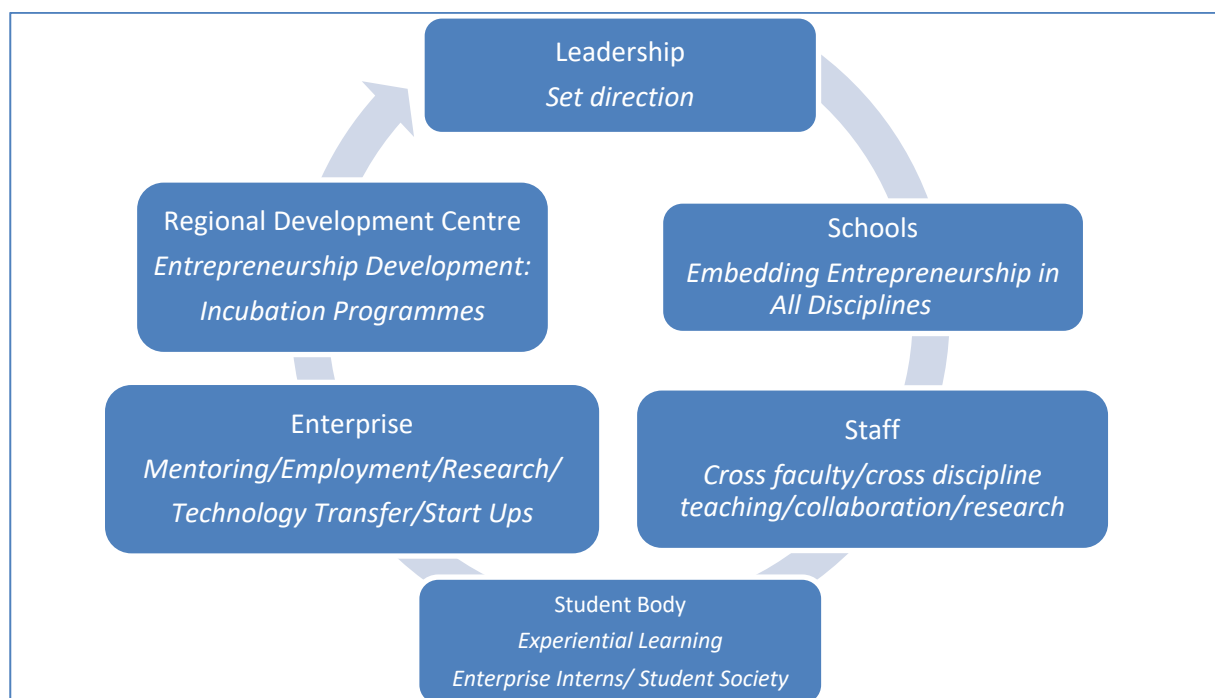 Leadership
Set direction
Schools
Embedding Entrepreneurship in
All Disciplines
Staff
Cross faculty/cross discipline
teaching/collaboration/research
Student Body
Experiential Learning
Enterprise Interns/ Student Society
Enterprise
Mentoring/Employment/Research/
Technology Transfer/Start Ups
Regional Development Centre
Entrepreneurship Development:
Incubation Programmes